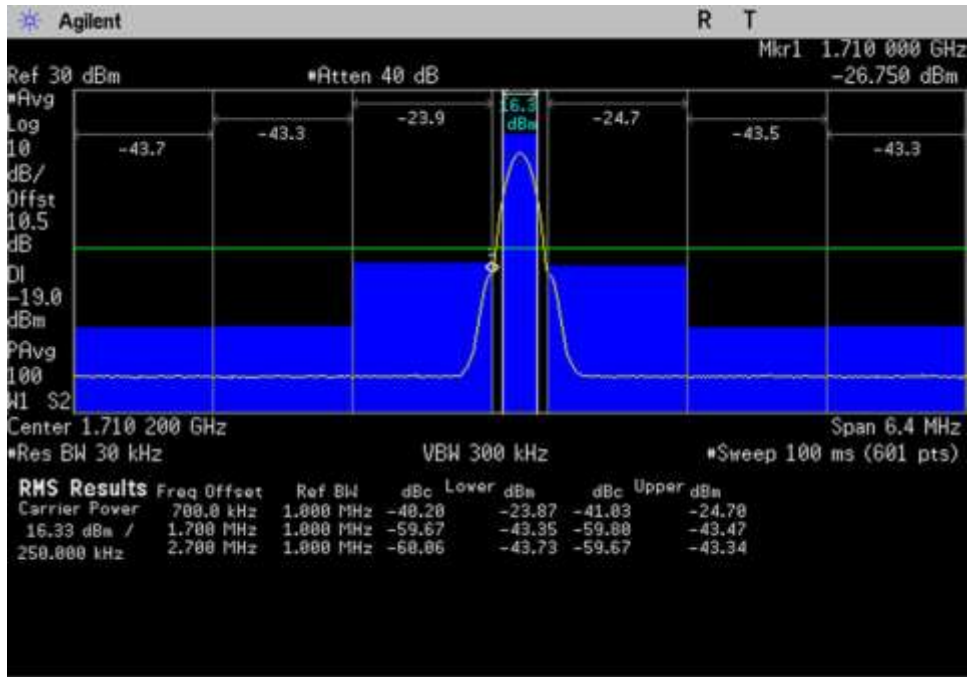 Agilent R T
Mkr1 1.710 000 GHz
Ref 30 dBm #Atten 40 dB -26.750 dBm
#Avg
Log
10
dB/
Offst
10.5
dB
DI
-19.0
dBm
PAvg
100
W1 S2
-43.7 -43.3 -23.9 16.3 dBm -24.7 -43.5 -43.3
1
Center 1.710 200 GHz Span 6.4 MHz
#Res BW 30 kHz VBW 300 kHz #Sweep 100 ms (601 pts)
RMS Results Freq Offset Ref BW dBc Lower dBm dBc Upper dBm
Carrier Power 700.0 kHz 1.000 MHz -40.20 -23.87 -41.03 -24.70
16.33 dBm / 1.700 MHz 1.000 MHz -59.67 -43.35 -59.80 -43.47
250.000 kHz 2.700 MHz 1.000 MHz -60.06 -43.73 -59.67 -43.34